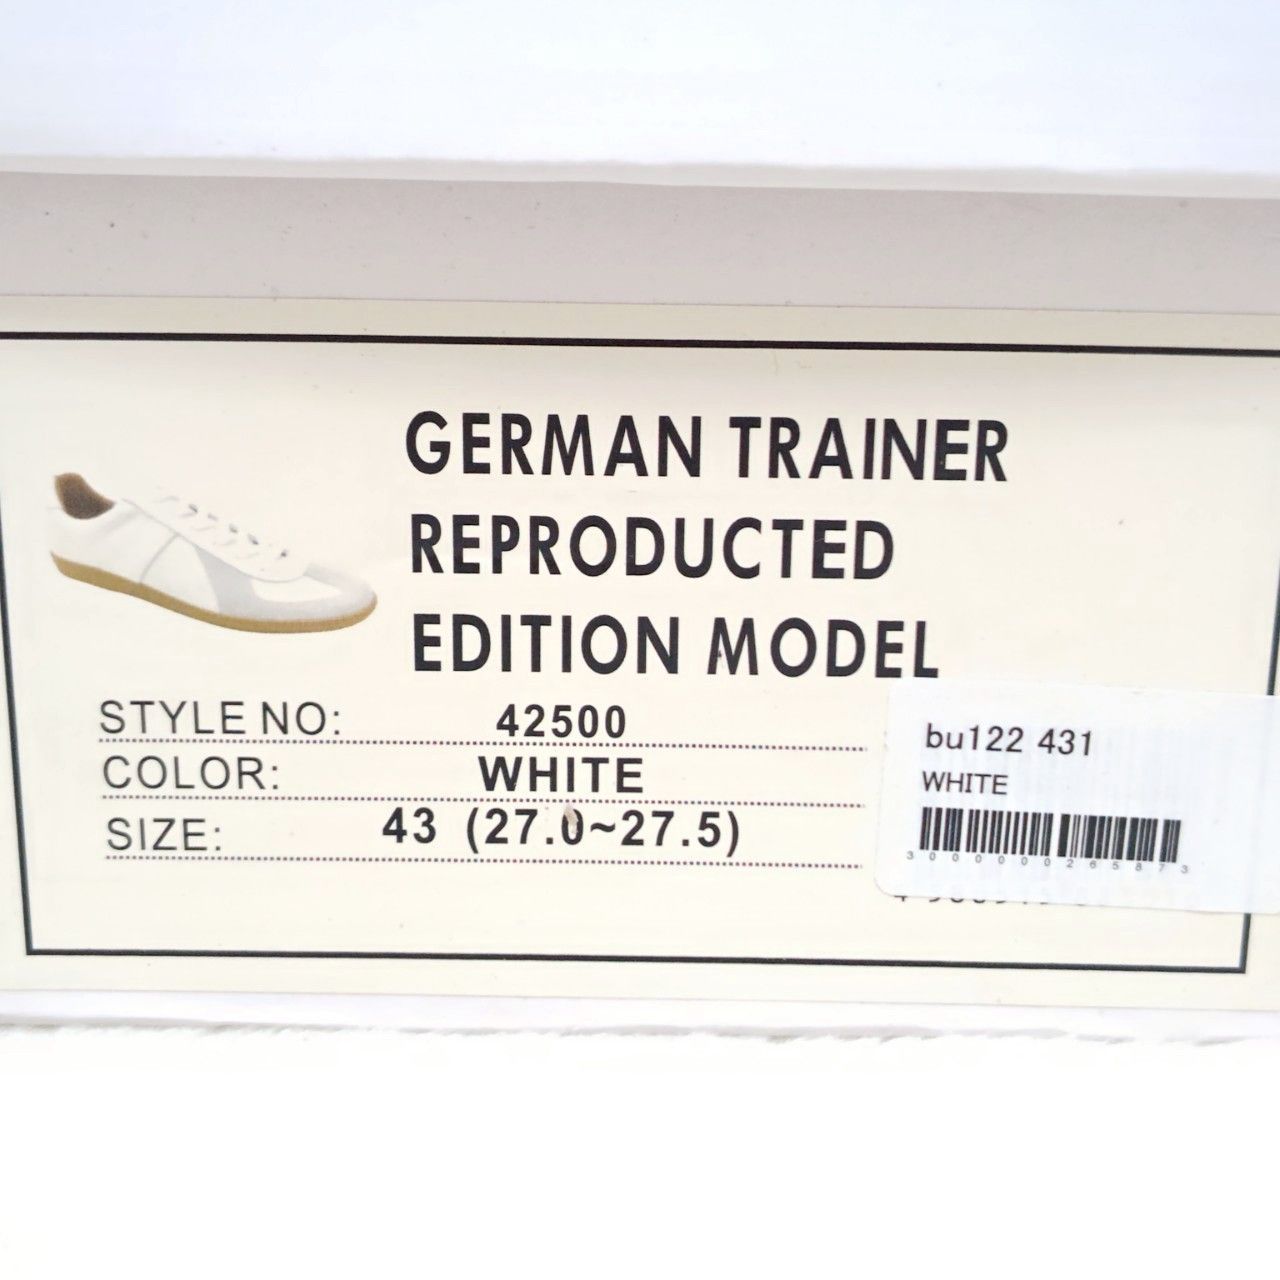 GERMAN TRAINER
REPRODUCTED
EDITION MODEL
STYLE NO: 42500
COLOR: WHITE
SIZE: 43 (27.0~27.5)
bu122 431
WHITE
3000000265873